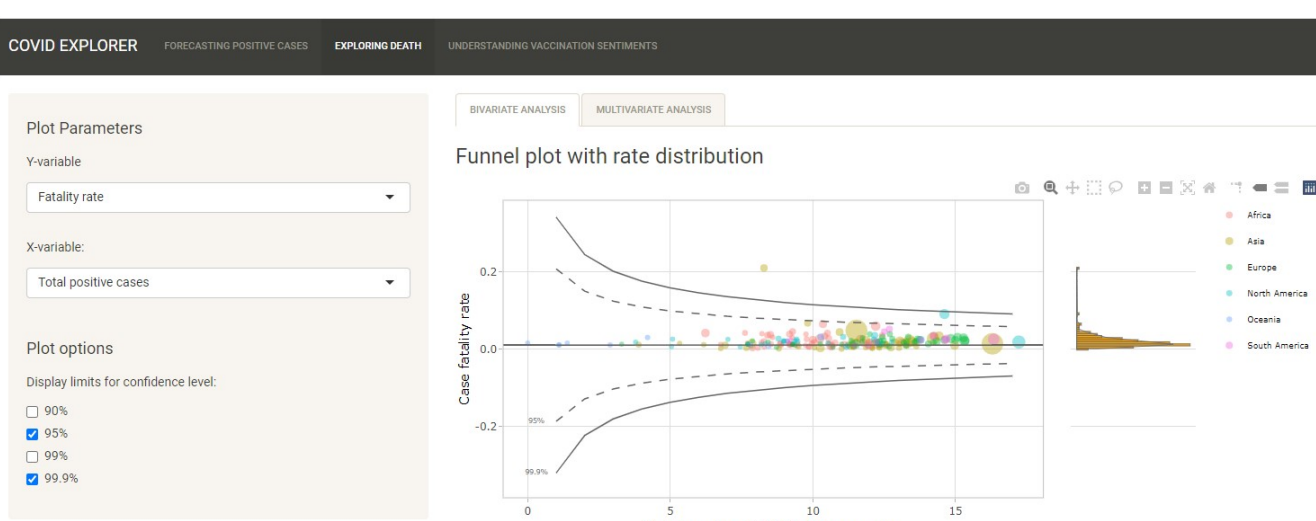 COVID EXPLORER FORECASTING POSITIVE CASES EXPLORING DEATH UNDERSTANDING VACCINATION SENTIMENTS
Plot Parameters
Y-variable
Fatality rate
X-variable:
Total positive cases
Plot options
Display limits for confidence level:
90%
95%
99%
99.9%
BIVARIATE ANALYSIS MULTIVARIATE ANALYSIS
Funnel plot with rate distribution
Case fatality rate
0.2
0.0
-0.2
95%
99.9%
0 5 10 15
Africa
Asia
Europe
North America
Oceania
South America